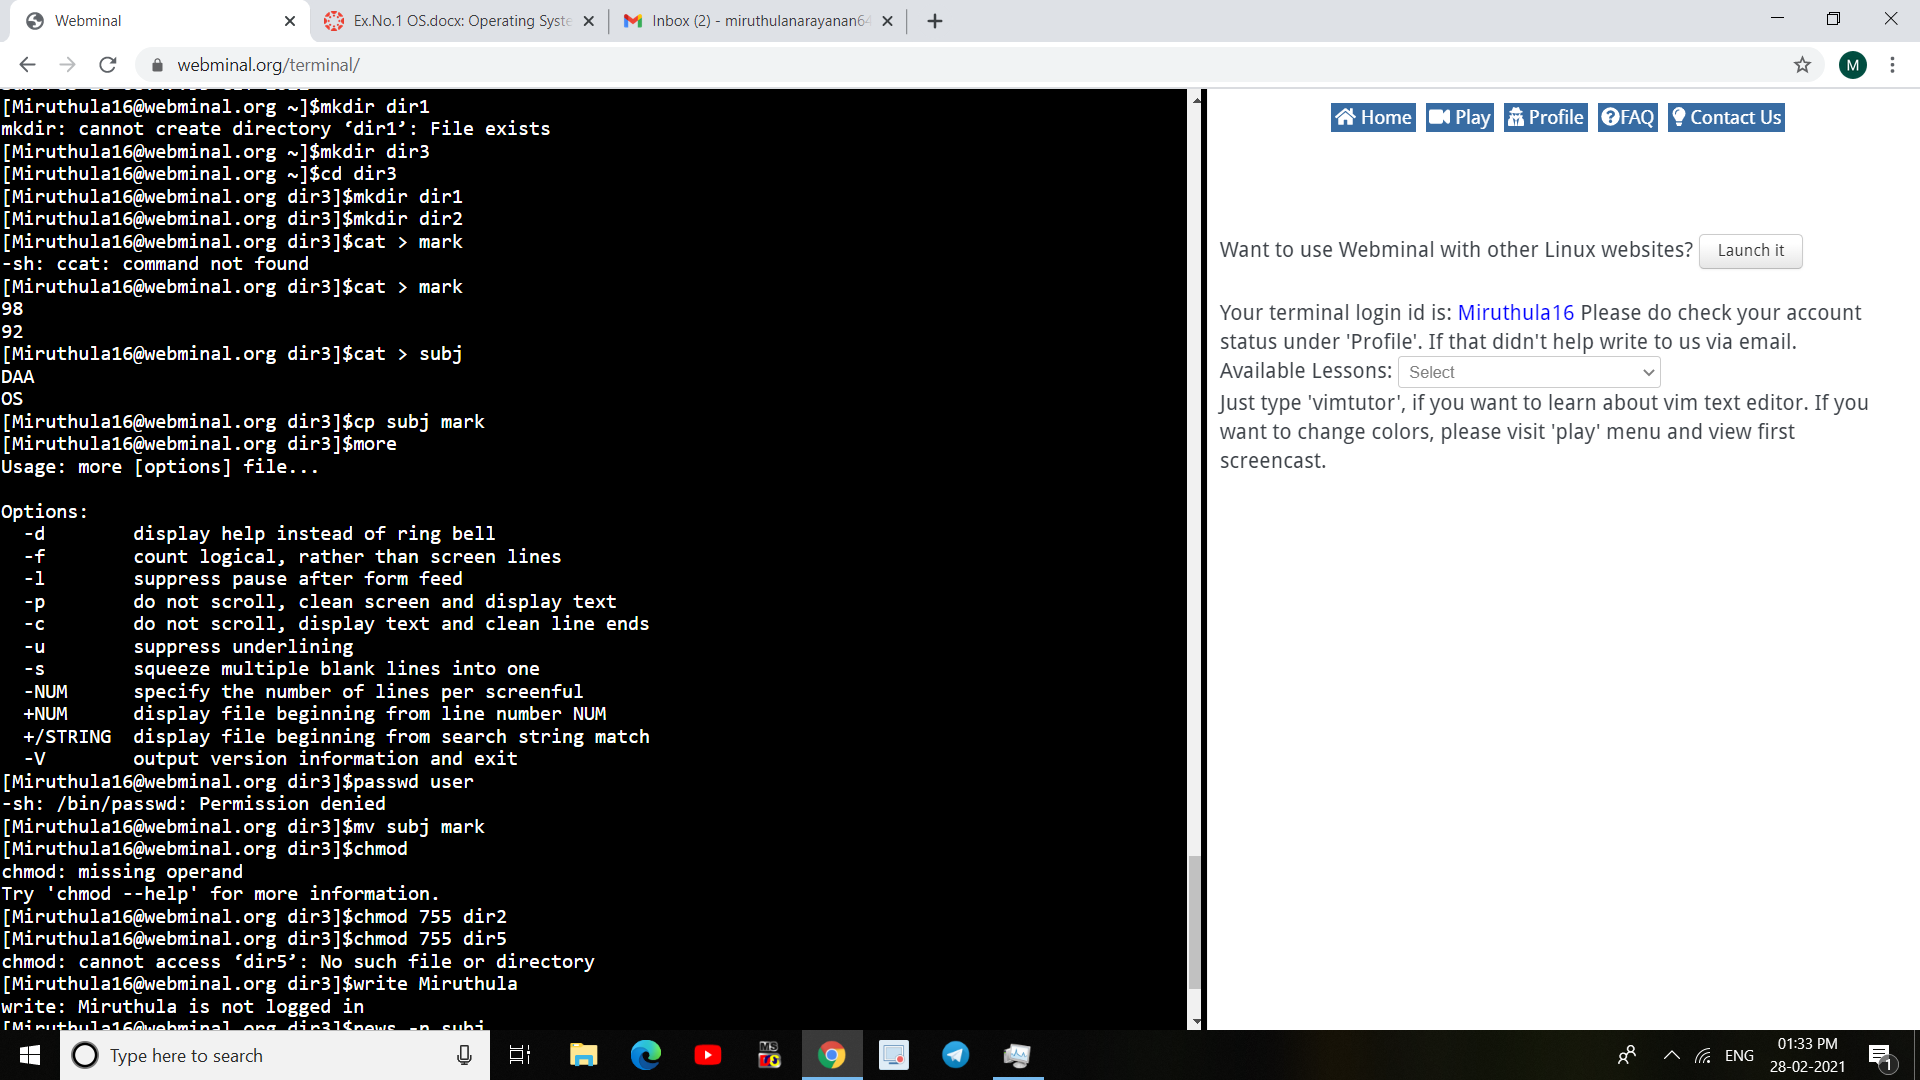 Webminal
Ex.No.1 OS.docx: Operating Syste
Inbox (2) - miruthulanarayanan64
webminal.org/terminal/
M
[Miruthula16@webminal.org ~]$mkdir dir1
mkdir: cannot create directory ‘dir1’: File exists
[Miruthula16@webminal.org ~]$mkdir dir3
[Miruthula16@webminal.org ~]$cd dir3
[Miruthula16@webminal.org dir3]$mkdir dir1
[Miruthula16@webminal.org dir3]$mkdir dir2
[Miruthula16@webminal.org dir3]$cat > mark
-sh: ccat: command not found
[Miruthula16@webminal.org dir3]$cat > mark
98
92
[Miruthula16@webminal.org dir3]$cat > subj
DAA
OS
[Miruthula16@webminal.org dir3]$cp subj mark
[Miruthula16@webminal.org dir3]$more
Usage: more [options] file...
Options:
-d display help instead of ring bell
-f count logical, rather than screen lines
-l suppress pause after form feed
-p do not scroll, clean screen and display text
-c do not scroll, display text and clean line ends
-u suppress underlining
-s squeeze multiple blank lines into one
-NUM specify the number of lines per screenful
+NUM display file beginning from line number NUM
+/STRING display file beginning from search string match
-V output version information and exit
[Miruthula16@webminal.org dir3]$passwd user
-sh: /bin/passwd: Permission denied
[Miruthula16@webminal.org dir3]$mv subj mark
[Miruthula16@webminal.org dir3]$chmod
chmod: missing operand
Try 'chmod --help' for more information.
[Miruthula16@webminal.org dir3]$chmod 755 dir2
[Miruthula16@webminal.org dir3]$chmod 755 dir5
chmod: cannot access ‘dir5’: No such file or directory
[Miruthula16@webminal.org dir3]$write Miruthula
write: Miruthula is not logged in
[Miruthula16@webminal.org dir3]$news -n subj
Home Play Profile FAQ Contact Us
Want to use Webminal with other Linux websites? Launch it
Your terminal login id is: Miruthula16 Please do check your account
status under 'Profile'. If that didn't help write to us via email.
Available Lessons: Select
Just type 'vimtutor', if you want to learn about vim text editor. If you
want to change colors, please visit 'play' menu and view first
screencast.
Type here to search
ENG
01:33 PM
28-02-2021
1